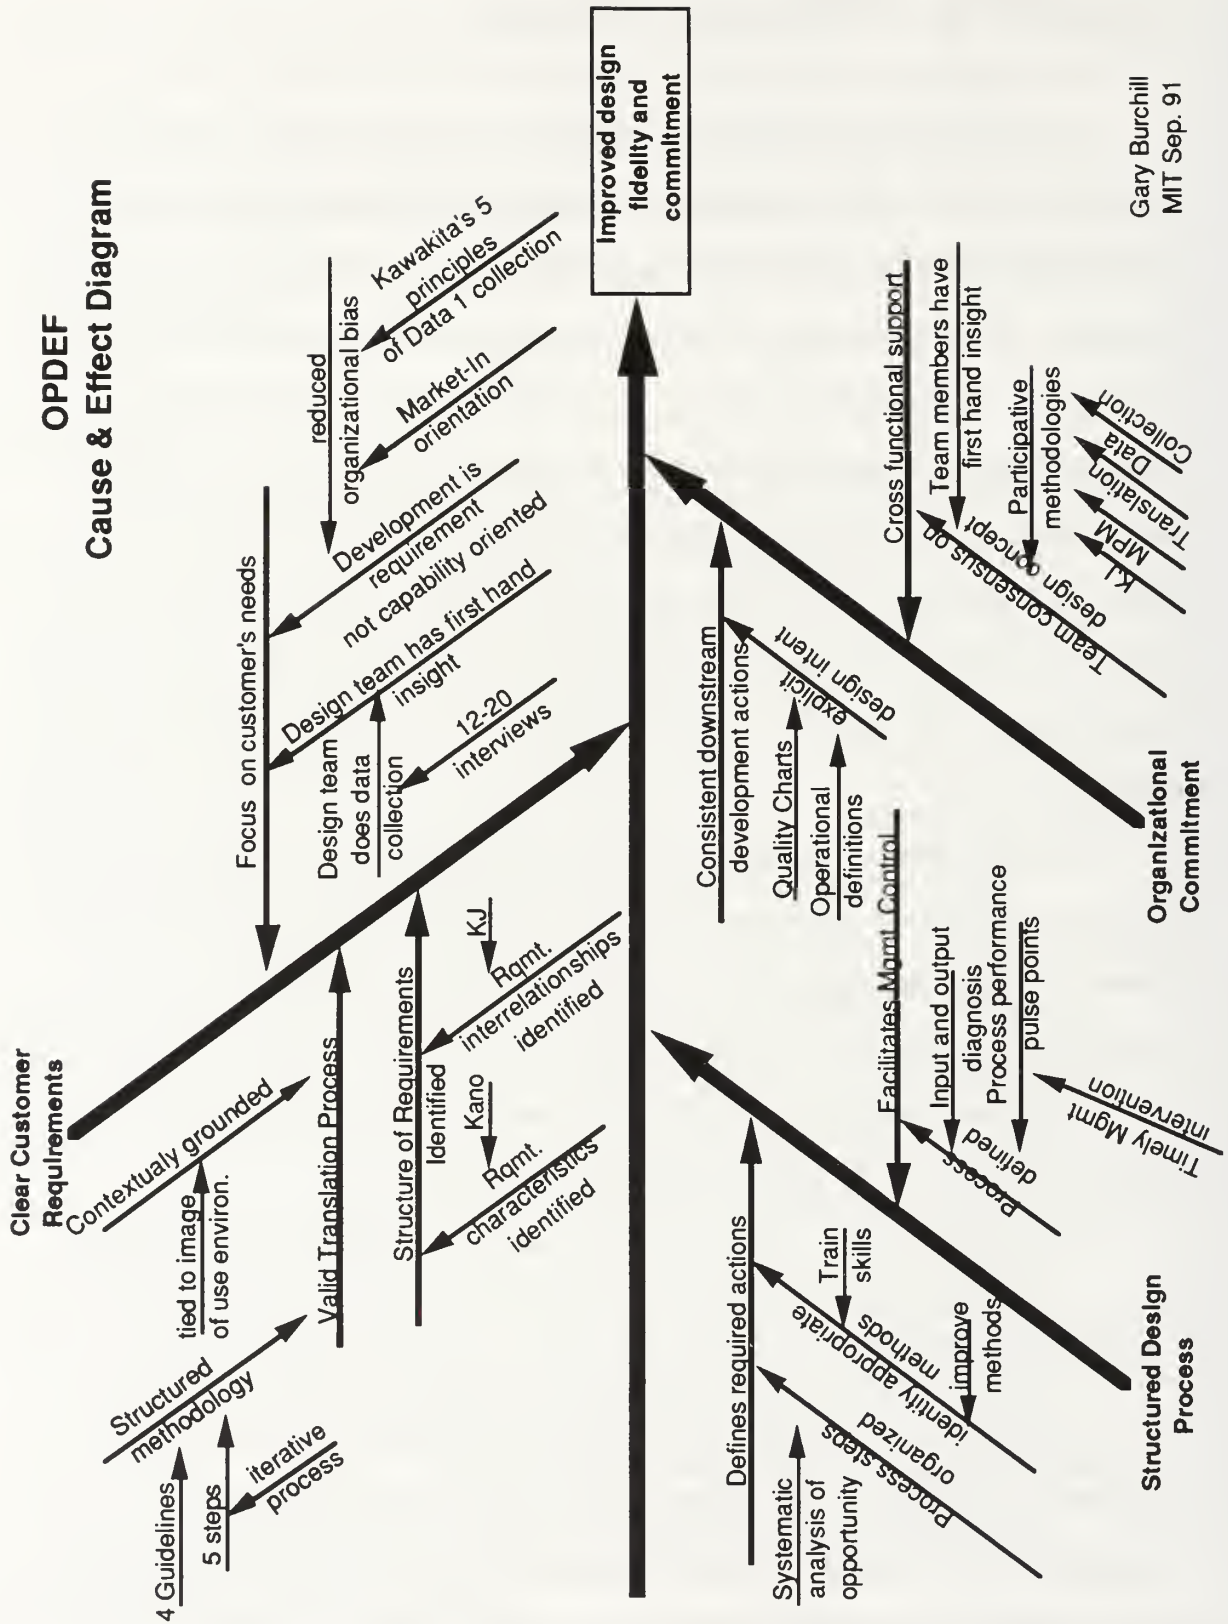 OPDEF
Cause & Effect Diagram
Clear Customer
Requirements
Focus on customer's needs
reduced
organizational bias
Kawakita's 5
principles
of Data 1 collection
Market-In
orientation
Development is
requirement
not capability oriented
Design team has first hand
insight
Design team
does data
collection
12-20
interviews
Contextualy grounded
tied to image
of use environ.
Structured
methodology
4 Guidelines
5 steps
iterative
process
Valid Translation Process
Structure of Requirements
Identified
KJ
Rqmt.
interrelationships
identified
Kano
Rqmt.
characteristics
identified
Improved design
fidelity and
commitment
Defines required actions
Systematic
analysis of
opportunity
Process steps
organized
identify appropriate
methods
Train
skills
improve
methods
Facilitates Mgmt Control
Input and output
diagnosis
Process performance
pulse points
Process
defined
Timely Mgmt
intervention
Structured Design
Process
Consistent downstream
development actions
Quality Charts
Operational
definitions
explicit
design intent
Cross functional support
Team members have
first hand insight
Participative
methodologies
Team consensus on
design concept
KJ
MPM
Translation
Data
Collection
Organizational
Commitment
Gary Burchill
MIT Sep. 91